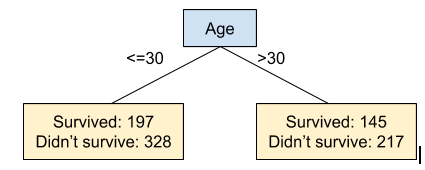 Age
<=30
>30
Survived: 197
Didn't survive: 328
Survived: 145
Didn't survive: 217